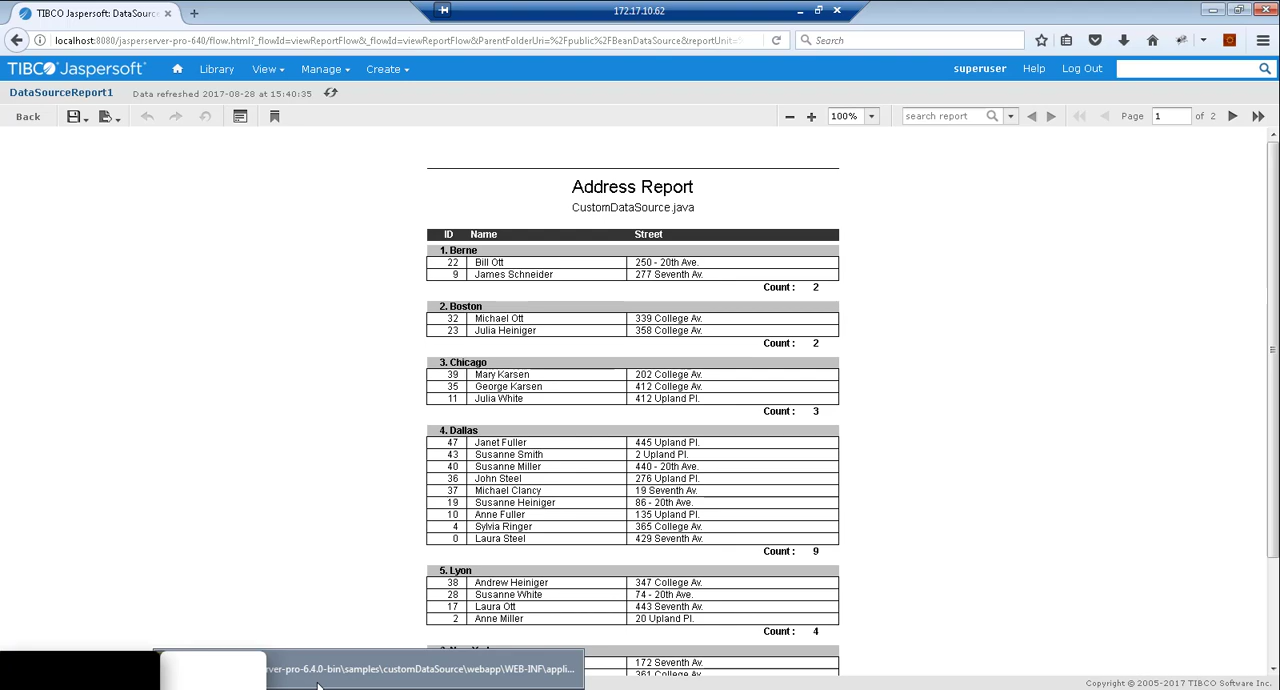 TIBCO Jaspersoft: DataSource
172.17.10.62
localhost:8080/jasperserver-pro-640/flow.html?_flowId=viewReportFlow&_flowId=viewReportFlow&ParentFolderUri=%2Fpublic%2FBeanDataSource&reportUnit=
Search
TIBCO Jaspersoft
Library View Manage Create
superuser Help Log Out
DataSourceReport1 Data refreshed 2017-08-28 at 15:40:35
Back
100%
search report
Page 1 of 2
Address Report
CustomDataSource.java
ID Name Street
1. Berne
22 Bill Ott 250 - 20th Ave.
9 James Schneider 277 Seventh Av.
Count : 2
2. Boston
32 Michael Ott 339 College Av.
23 Julia Heiniger 358 College Av.
Count : 2
3. Chicago
39 Mary Karsen 202 College Av.
35 George Karsen 412 College Av.
11 Julia White 412 Upland Pl.
Count : 3
4. Dallas
47 Janet Fuller 445 Upland Pl.
43 Susanne Smith 2 Upland Pl.
40 Susanne Miller 440 - 20th Ave.
36 John Steel 276 Upland Pl.
37 Michael Clancy 19 Seventh Av.
19 Susanne Heiniger 86 - 20th Ave.
10 Anne Fuller 135 Upland Pl.
4 Sylvia Ringer 365 College Av.
0 Laura Steel 429 Seventh Av.
Count : 9
5. Lyon
38 Andrew Heiniger 347 College Av.
28 Susanne White 74 - 20th Ave.
17 Laura Ott 443 Seventh Av.
2 Anne Miller 20 Upland Pl.
Count : 4
172 Seventh Av.
361 College Av.
erver-pro-6.4.0-bin\samples\customDataSource\webapp\WEB-INF\appli...
Copyright © 2005-2017 TIBCO Software Inc.